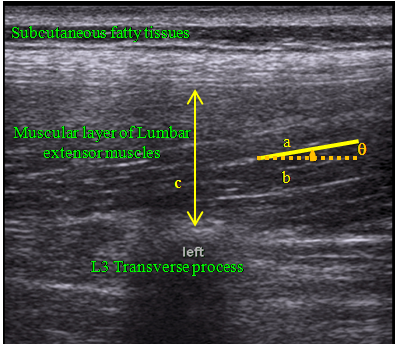 Subcutaneous fatty tissues
Muscular layer of Lumbar
extensor muscles
a
θ
b
c
left
L3 Transverse process